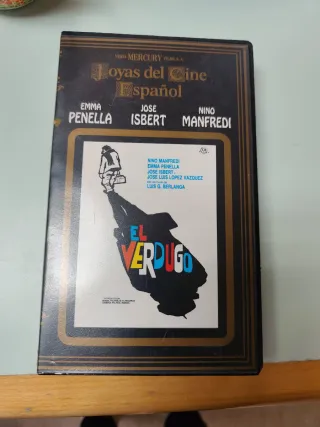 MERCURY
Joyas del Cine
Español
EMMA
PENELLA
JOSE
ISBERT
NINO
MANFREDI
NINO MANFREDI
EMMA PENELLA
JOSE ISBERT
JOSE LUIS LOPEZ VAZQUEZ
LUIS G. BERLANGA
EL
VERDUGO